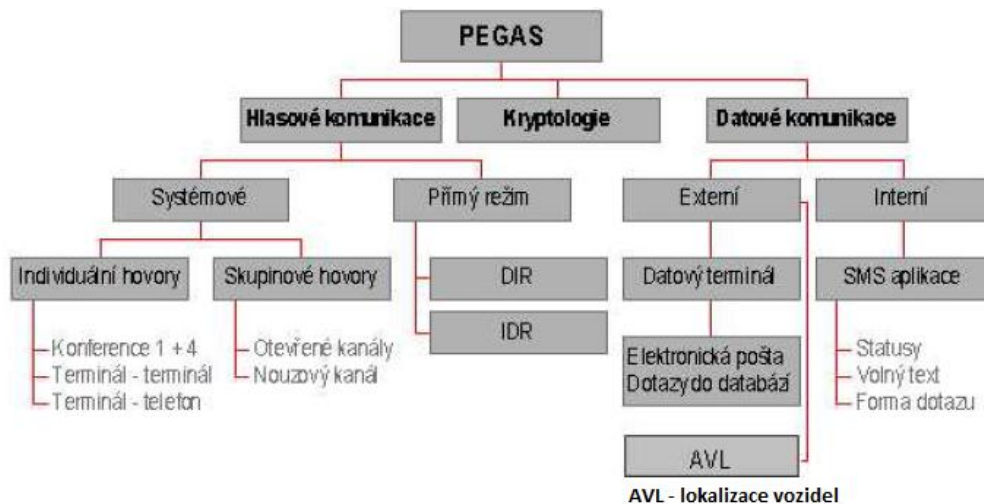 PEGAS
Hlasové komunikace
Kryptologie
Datové komunikace
Systémové
Přímý režim
Externí
Interní
Individuální hovory
Skupinové hovory
DIR
Datový terminál
SMS aplikace
IDR
Konference 1 + 4
Terminál - terminál
Terminál - telefon
Otevřené kanály
Nouzový kanál
Elektronická pošta
Dotazy do databází
Statusy
Volný text
Forma dotazu
AVL
AVL - lokalizace vozidel